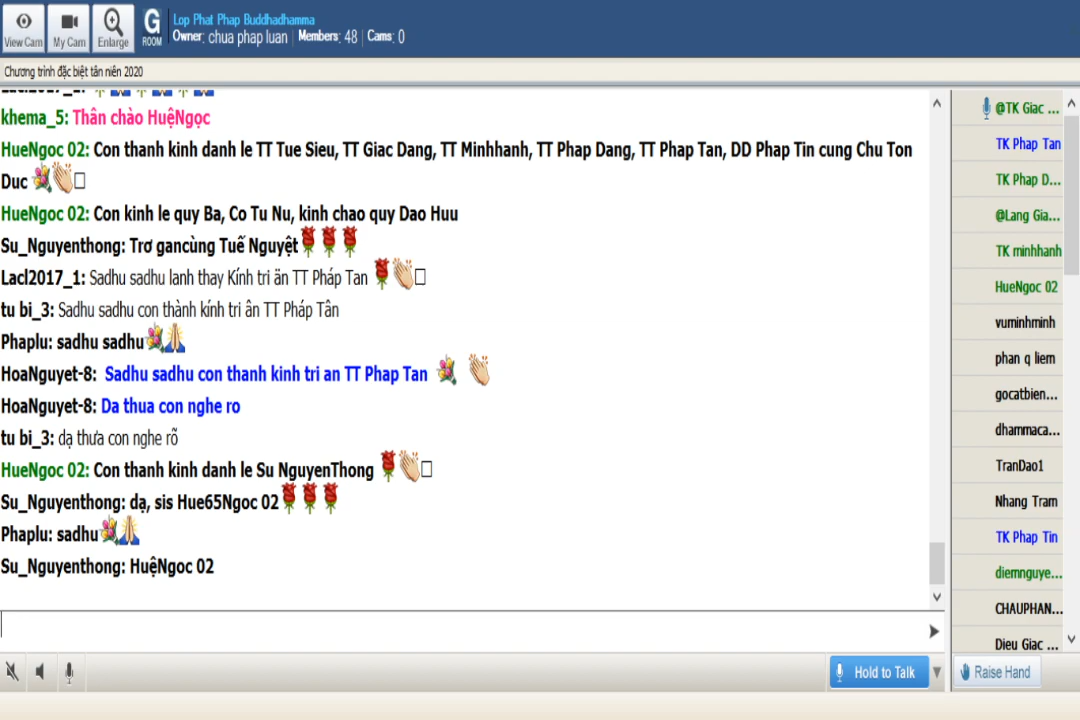 Lop Phat Phap Buddhadhamma
View Cam My Cam Enlarge G ROOM Owner: chua phap luan | Members: 48 | Cams: 0
Chương trình đặc biệt tân niên 2020
khema_5: Thân chào HuệNgọc
HueNgoc 02: Con thanh kinh danh le TT Tue Sieu, TT Giac Dang, TT Minhhanh, TT Phap Dang, TT Phap Tan, DD Phap Tin cung Chu Ton
Duc
HueNgoc 02: Con kinh le quy Ba, Co Tu Nu, kinh chao quy Dao Huu
Su_Nguyenthong: Trơ gancùng Tuế Nguyệt
Lacl2017_1: Sadhu sadhu lanh thay Kính tri ăn TT Pháp Tan
tu bi_3: Sadhu sadhu con thành kính tri ân TT Pháp Tân
Phaplu: sadhu sadhu
HoaNguyet-8: Sadhu sadhu con thanh kinh tri an TT Phap Tan
HoaNguyet-8: Da thua con nghe ro
tu bi_3: dạ thưa con nghe rõ
HueNgoc 02: Con thanh kinh danh le Su NguyenThong
Su_Nguyenthong: dạ, sis Hue65Ngoc 02
Phaplu: sadhu
Su_Nguyenthong: HuệNgoc 02
@TK Giac ...
TK Phap Tan
TK Phap D...
@Lang Gia...
TK minhhanh
HueNgoc 02
vuminhminh
phan q liem
gocatbien...
dhammaca...
TranDao1
Nhang Tram
TK Phap Tin
diemnguye...
CHAUPHAN...
Dieu Giac ...
Hold to Talk
Raise Hand